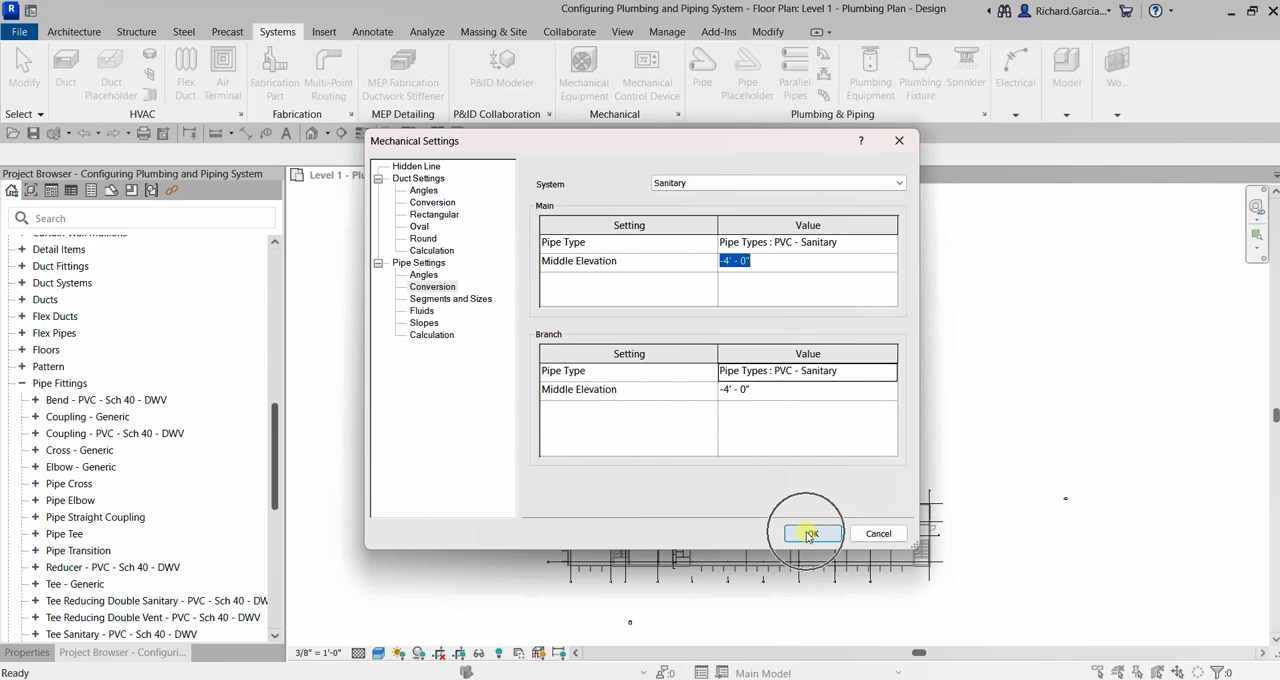 Configuring Plumbing and Piping System - Floor Plan: Level 1 - Plumbing Plan - Design
Richard.Garcia...
File Architecture Structure Steel Precast Systems Insert Annotate Analyze Massing & Site Collaborate View Manage Add-Ins Modify
Modify Duct Duct Placeholder Flex Duct Air Terminal Fabrication Part Multi-Point Routing MEP Fabrication Ductwork Stiffener P&ID Modeler Mechanical Equipment Mechanical Control Device Pipe Pipe Placeholder Parallel Pipes Plumbing Equipment Plumbing Fixture Sprinkler Electrical Model Wo...
Select HVAC Fabrication MEP Detailing P&ID Collaboration Mechanical Plumbing & Piping
Project Browser - Configuring Plumbing and Piping System
Search
Detail Items
Duct Fittings
Duct Systems
Ducts
Flex Ducts
Flex Pipes
Floors
Pattern
Pipe Fittings
Bend - PVC - Sch 40 - DWV
Coupling - Generic
Coupling - PVC - Sch 40 - DWV
Cross - Generic
Elbow - Generic
Pipe Cross
Pipe Elbow
Pipe Straight Coupling
Pipe Tee
Pipe Transition
Reducer - PVC - Sch 40 - DWV
Tee - Generic
Tee Reducing Double Sanitary - PVC - Sch 40 - DW
Tee Reducing Double Vent - PVC - Sch 40 - DWV
Tee Sanitary - PVC - Sch 40 - DWV
Properties Project Browser - Configuri...
Level 1 - Plu
Mechanical Settings
Hidden Line
Duct Settings
Angles
Conversion
Rectangular
Oval
Round
Calculation
Pipe Settings
Angles
Conversion
Segments and Sizes
Fluids
Slopes
Calculation
System Sanitary
Main
Setting Value
Pipe Type Pipe Types : PVC - Sanitary
Middle Elevation -4' - 0"
Branch
Setting Value
Pipe Type Pipe Types : PVC - Sanitary
Middle Elevation -4' - 0"
OK Cancel
3/8" = 1'-0"
Ready
:0
Main Model
:0